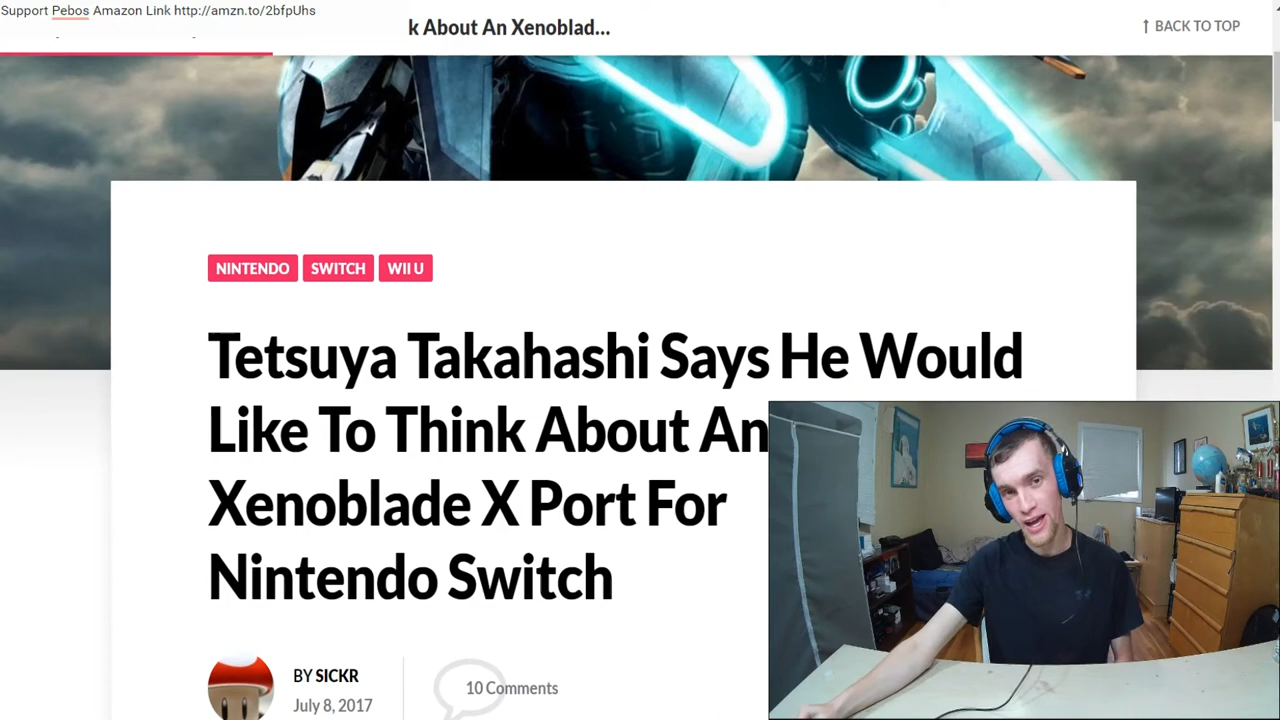 Support Pebos Amazon Link http://amzn.to/2bfpUhs
k About An Xenoblad...
↑ BACK TO TOP
NINTENDO SWITCH WII U
Tetsuya Takahashi Says He Would
Like To Think About An
Xenoblade X Port For
Nintendo Switch
BY SICKR
10 Comments
July 8, 2017